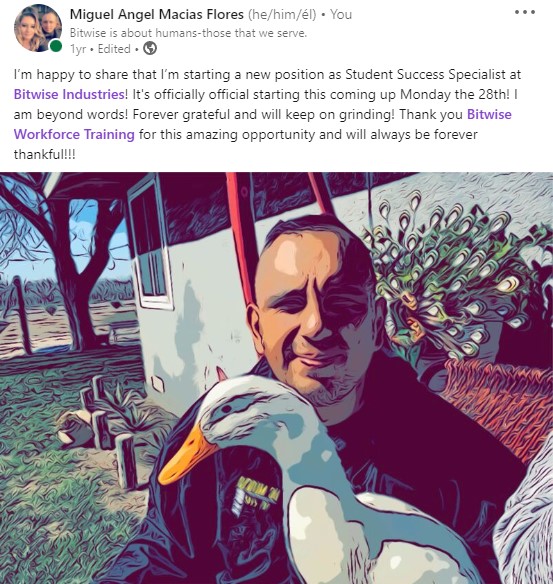 Miguel Angel Macias Flores (he/him/él) • You
Bitwise is about humans-those that we serve.
1yr • Edited •
I'm happy to share that I'm starting a new position as Student Success Specialist at
Bitwise Industries! It's officially official starting this coming up Monday the 28th! I
am beyond words! Forever grateful and will keep on grinding! Thank you Bitwise
Workforce Training for this amazing opportunity and will always be forever
thankful!!!